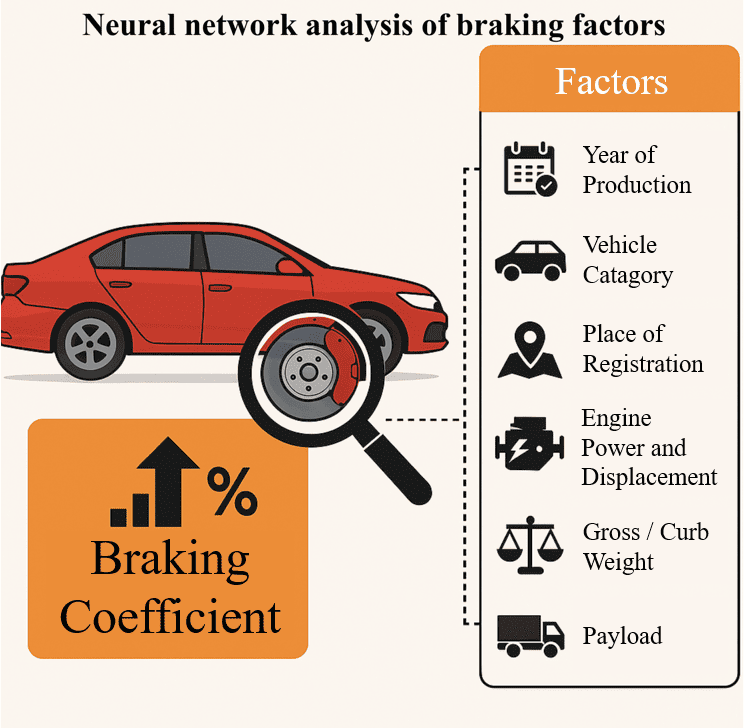 Neural network analysis of braking factors
Factors
Year of
Production
Vehicle
Catagory
Place of
Registration
Engine
Power and
Displacement
Gross / Curb
Weight
Payload
%
Braking
Coefficient